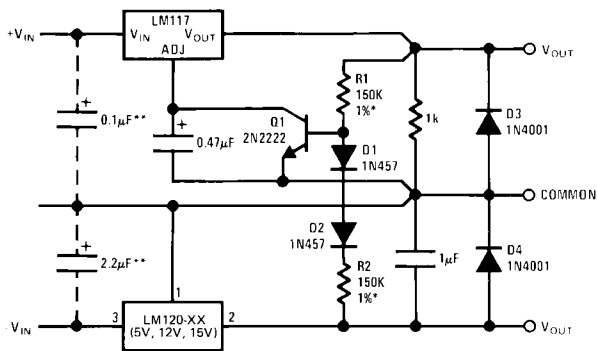 LM117
+VIN
VIN VOUT
ADJ
VOUT
R1
150K
1%*
+
0.1μF**
+
0.47μF
Q1
2N2222
1k
D3
1N4001
D1
1N457
COMMON
D2
1N457
+
2.2μF**
R2
150K
1%*
1μF
D4
1N4001
1
-VIN
3
LM120-XX
(5V, 12V, 15V)
2
VOUT